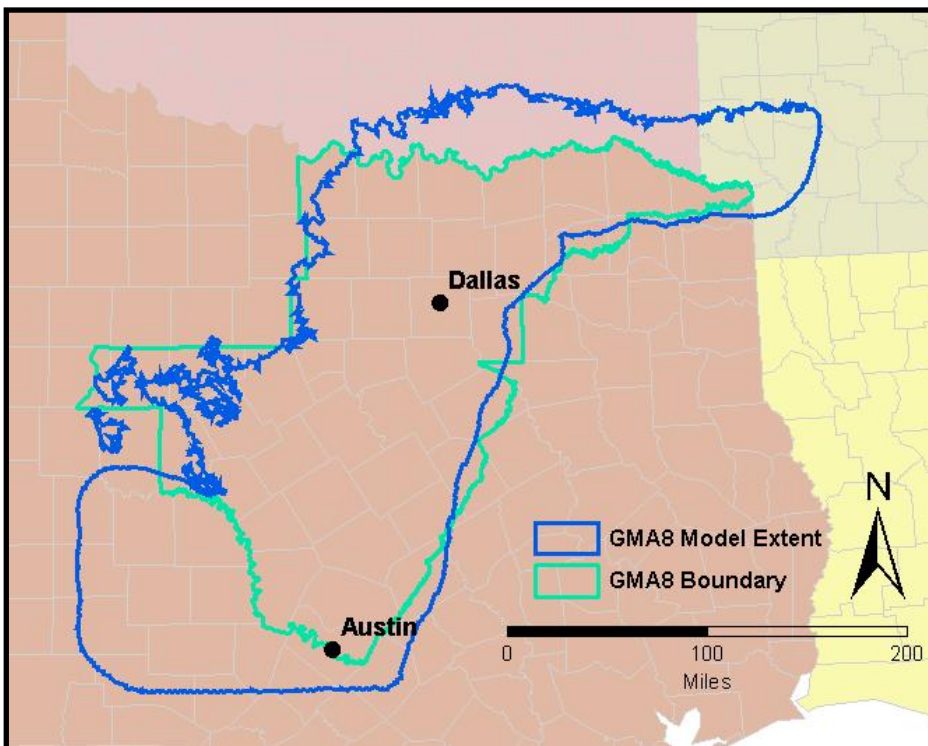 Dallas
N
GMA8 Model Extent
GMA8 Boundary
Austin
0 100 200
Miles